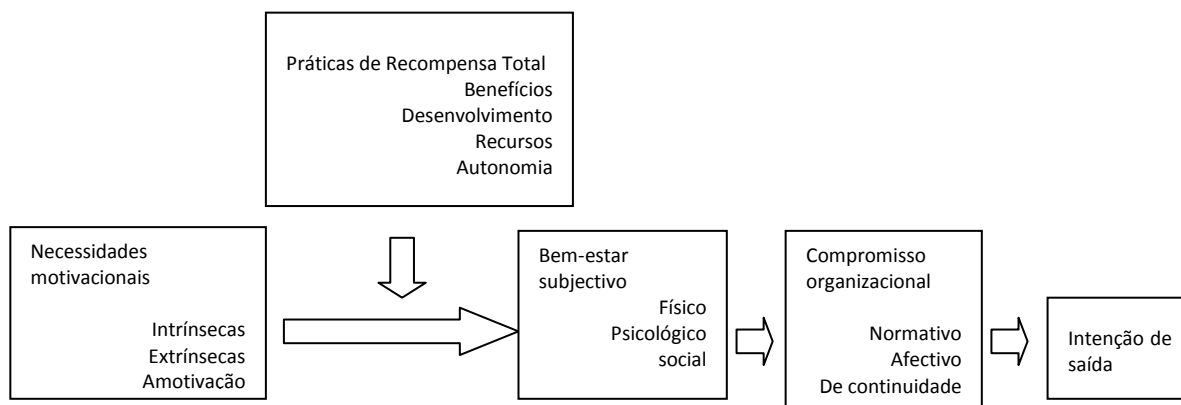 Práticas de Recompensa Total
Benefícios
Desenvolvimento
Recursos
Autonomia
Necessidades
motivacionais
Intrínsecas
Extrínsecas
Amotivação
Bem-estar
subjectivo
Físico
Psicológico
social
Compromisso
organizacional
Normativo
Afectivo
De continuidade
Intenção de
saída